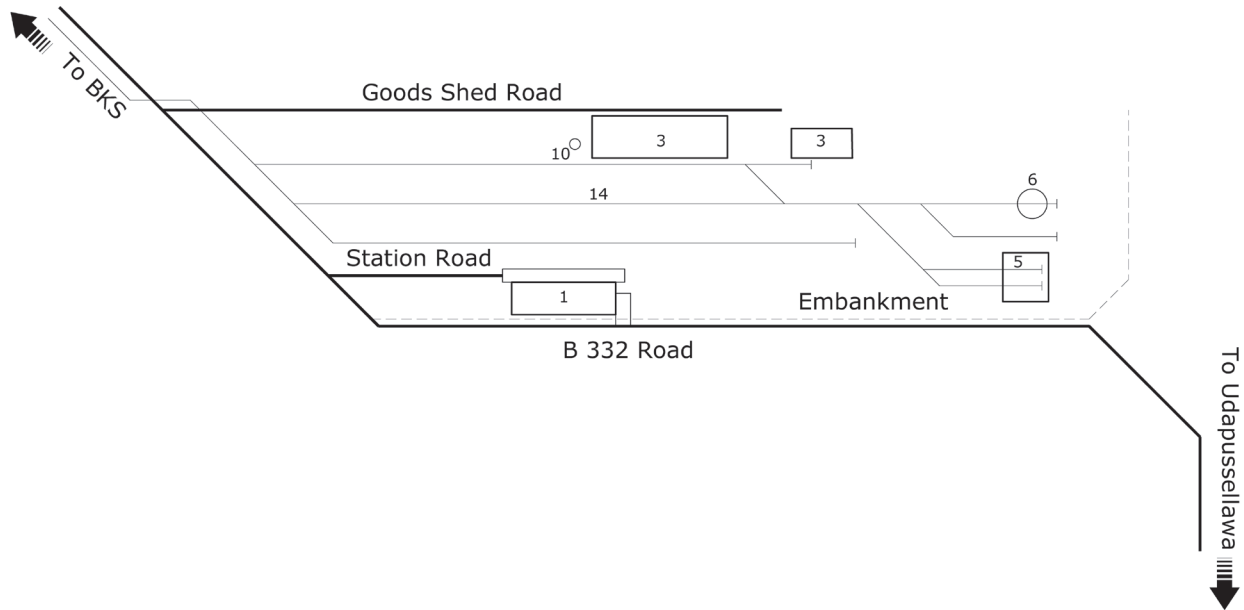 To BKS
Goods Shed Road
10
3
3
14
6
Station Road
5
1
Embankment
B 332 Road
To Udapussellawa